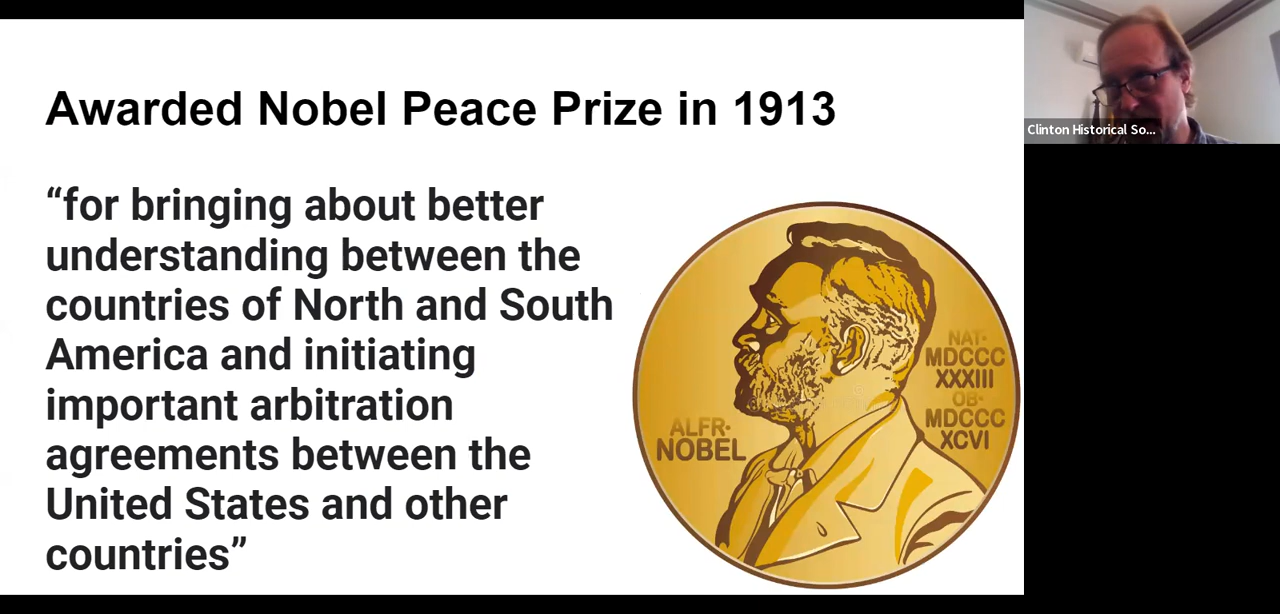 Awarded Nobel Peace Prize in 1913
“for bringing about better
understanding between the
countries of North and South
America and initiating
important arbitration
agreements between the
United States and other
countries”
ALFR·
NOBEL
NAT·
MDCCC
XXXIII
OB·
MDCCC
XCVI
Clinton Historical So...